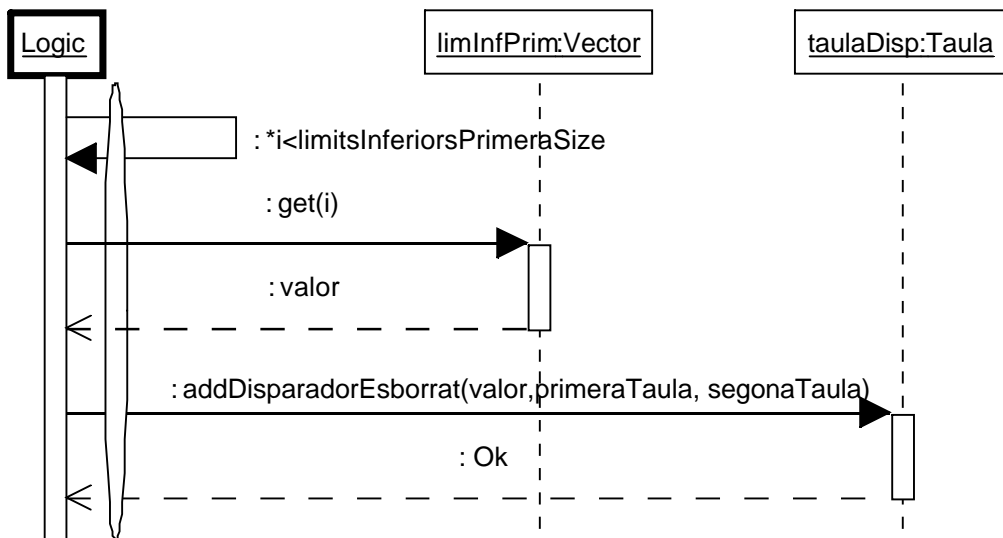 Logic
limInfPrim:Vector
taulaDisp:Taula
: *i<limitsInferiorsPrimeraSize
: get(i)
: valor
: addDisparadorEsborrat(valor,primeraTaula, segonaTaula)
: Ok